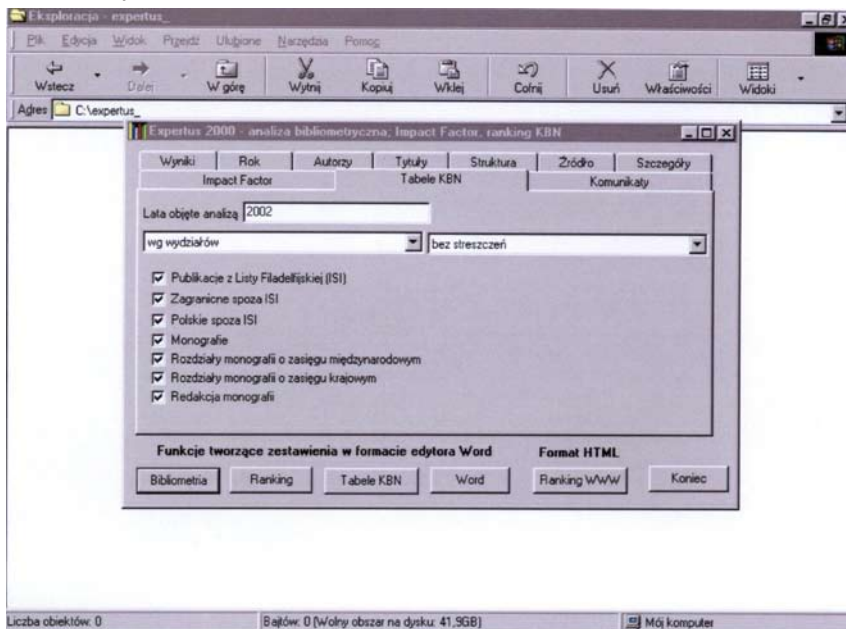 Eksploracja - expertus_
Plik Edycja Widok Przejdź Ulubione Narzędzia Pomoc
Wstecz Dalej W górę Wytnij Kopiuj Wklej Cofnij Usuń Właściwości Widoki
Adres C:\expertus_
Expertus 2000 - analiza bibliometryczna; Impact Factor, ranking KBN
Wyniki Rok Autorzy Tytuły Struktura Źródło Szczegóły
Impact Factor Tabele KBN Komunikaty
Lata objęte analizą 2002
wg wydziałów bez streszczeń
Publikacje z Listy Filadelfijskiej (ISI)
Zagranicne spoza ISI
Polskie spoza ISI
Monografie
Rozdziały monografii o zasięgu międzynarodowym
Rozdziały monografii o zasięgu krajowym
Redakcja monografii
Funkcje tworzące zestawienia w formacie edytora Word Format HTML
Bibliometria Ranking Tabele KBN Word Ranking WWW Koniec
Liczba obiektów: 0 Bajtów: 0 (Wolny obszar na dysku: 41,9GB) Mój komputer